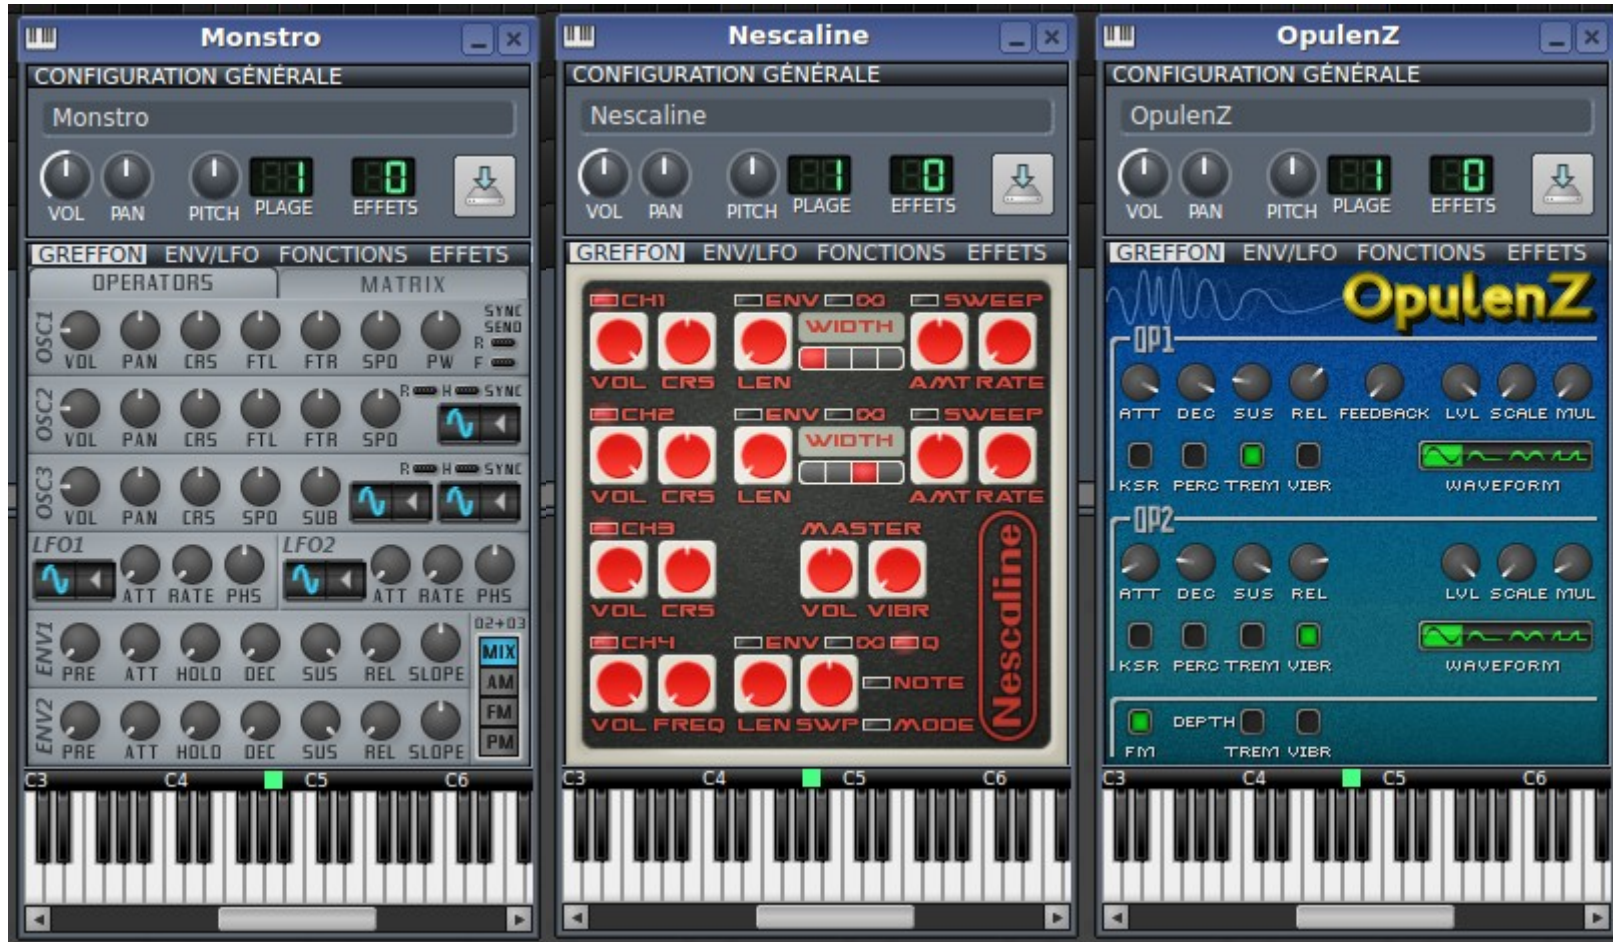 Monstro
CONFIGURATION GÉNÉRALE
Monstro
VOL PAN PITCH PLAGE EFFETS
1 0
GREFFON ENV/LFO FONCTIONS EFFETS
OPERATORS MATRIX
OSC1
VOL PAN CRS FTL FTR SPD PW
SYNC
SEND
R
F
OSC2
R H SYNC
VOL PAN CRS FTL FTR SPD
OSC3
R H SYNC
VOL PAN CRS SPD SUB
LFO1
ATT RATE PHS
LFO2
ATT RATE PHS
ENV1
PRE ATT HOLD DEC SUS REL SLOPE
ENV2
PRE ATT HOLD DEC SUS REL SLOPE
O2+O3
MIX
AM
FM
PM
C3 C4 C5 C6
Nescaline
CONFIGURATION GÉNÉRALE
Nescaline
VOL PAN PITCH PLAGE EFFETS
1 0
GREFFON ENV/LFO FONCTIONS EFFETS
CH1 ENV ∞ SWEEP
WIDTH
VOL CRS LEN AMT RATE
CH2 ENV ∞ SWEEP
WIDTH
VOL CRS LEN AMT RATE
CH3 MASTER
VOL CRS VOL VIBR
CH4 ENV ∞ Q
NOTE
VOL FREQ LEN SWP MODE
Nescaline
C3 C4 C5 C6
OpulenZ
CONFIGURATION GÉNÉRALE
OpulenZ
VOL PAN PITCH PLAGE EFFETS
1 0
GREFFON ENV/LFO FONCTIONS EFFETS
OpulenZ
OP1
ATT DEC SUS REL FEEDBACK LVL SCALE MUL
KSR PERC TREM VIBR WAVEFORM
OP2
ATT DEC SUS REL LVL SCALE MUL
KSR PERC TREM VIBR WAVEFORM
DEPTH
FM TREM VIBR
C3 C4 C5 C6